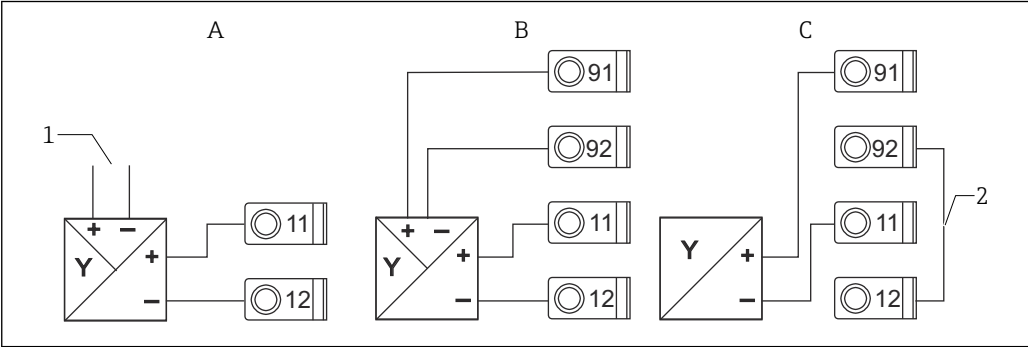 A B C
91 91
92 92
1
2
11 11 11
+ − + −
Y + Y + Y +
− − −
12 12 12